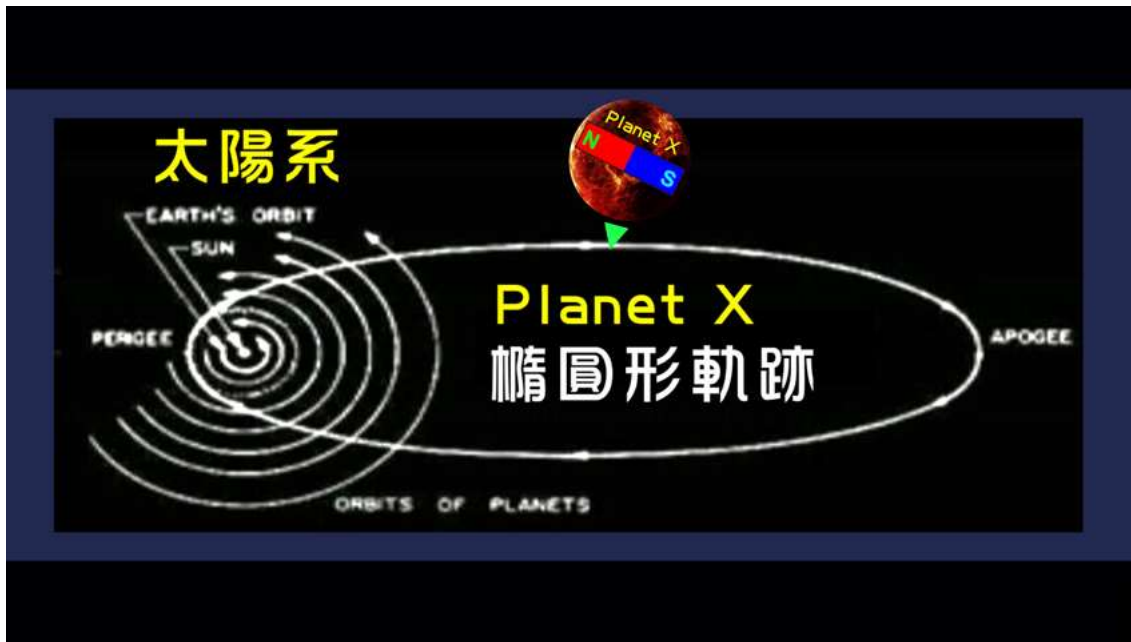 太陽系
Planet X
N
S
EARTH'S ORBIT
SUN
PERIGEE
APOGEE
Planet X
橢圓形軌跡
ORBITS OF PLANETS